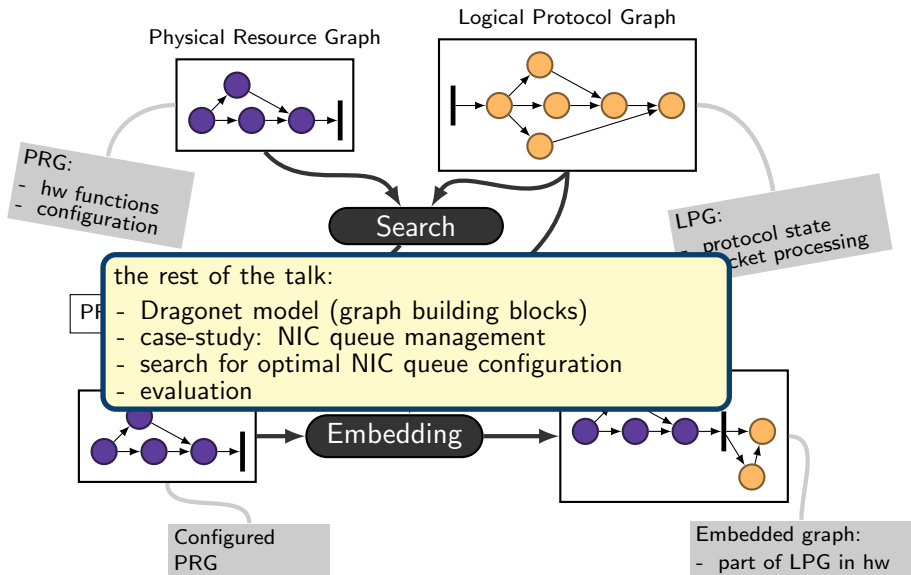 Logical Protocol Graph
Physical Resource Graph
PRG:
- hw functions
- configuration
Search
LPG:
- protocol state
packet processing
the rest of the talk:
- Dragonet model (graph building blocks)
- case-study: NIC queue management
- search for optimal NIC queue configuration
- evaluation
Embedding
Configured
PRG
Embedded graph:
- part of LPG in hw